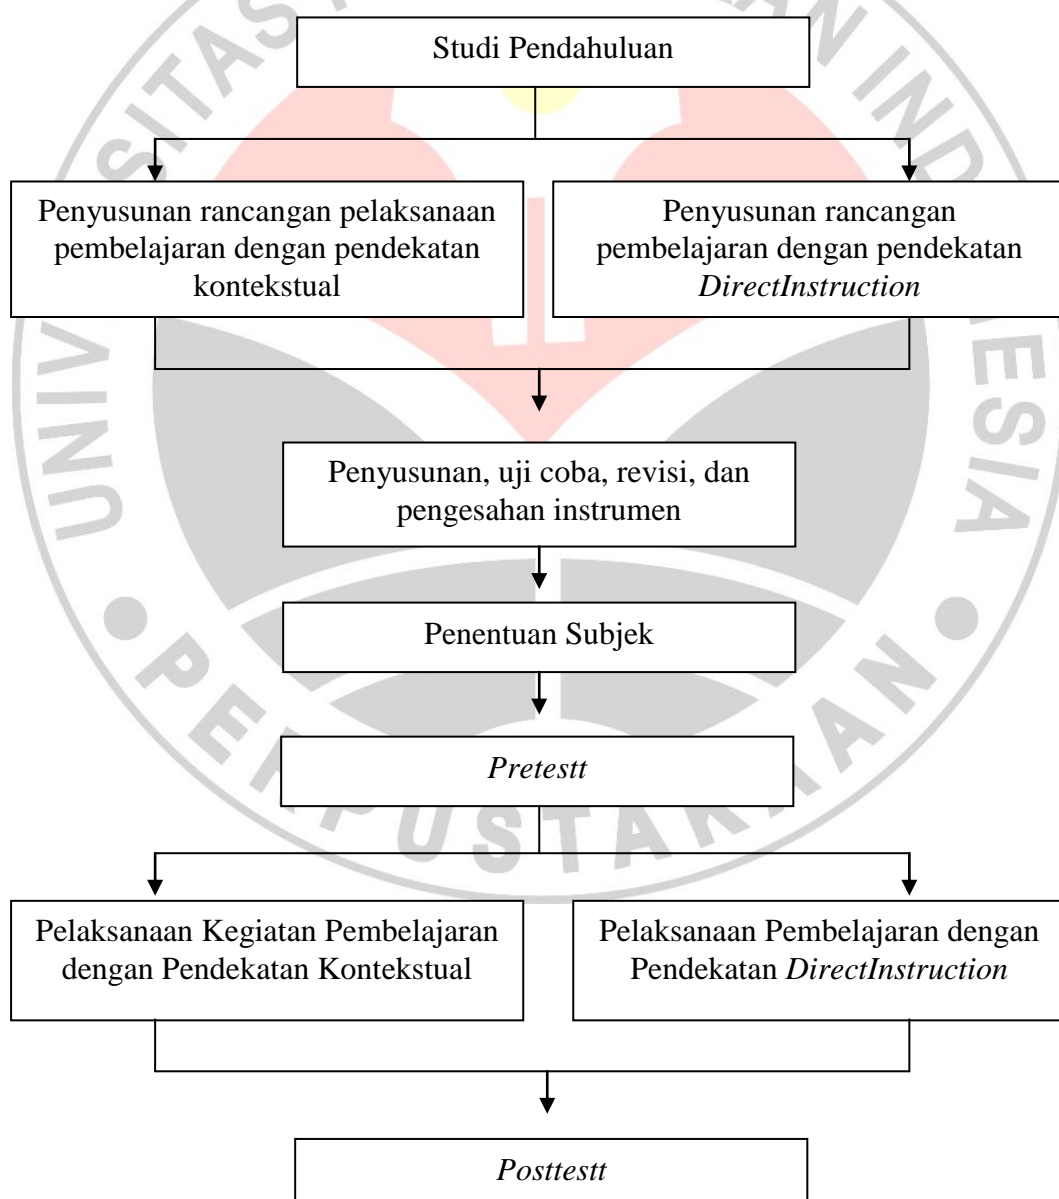 Studi Pendahuluan
Penyusunan rancangan pelaksanaan
pembelajaran dengan pendekatan
kontekstual
Penyusunan rancangan
pembelajaran dengan pendekatan
DirectInstruction
Penyusunan, uji coba, revisi, dan
pengesahan instrumen
Penentuan Subjek
Pretestt
Pelaksanaan Kegiatan Pembelajaran
dengan Pendekatan Kontekstual
Pelaksanaan Pembelajaran dengan
Pendekatan DirectInstruction
Posttestt
PERPUSTAKAAN